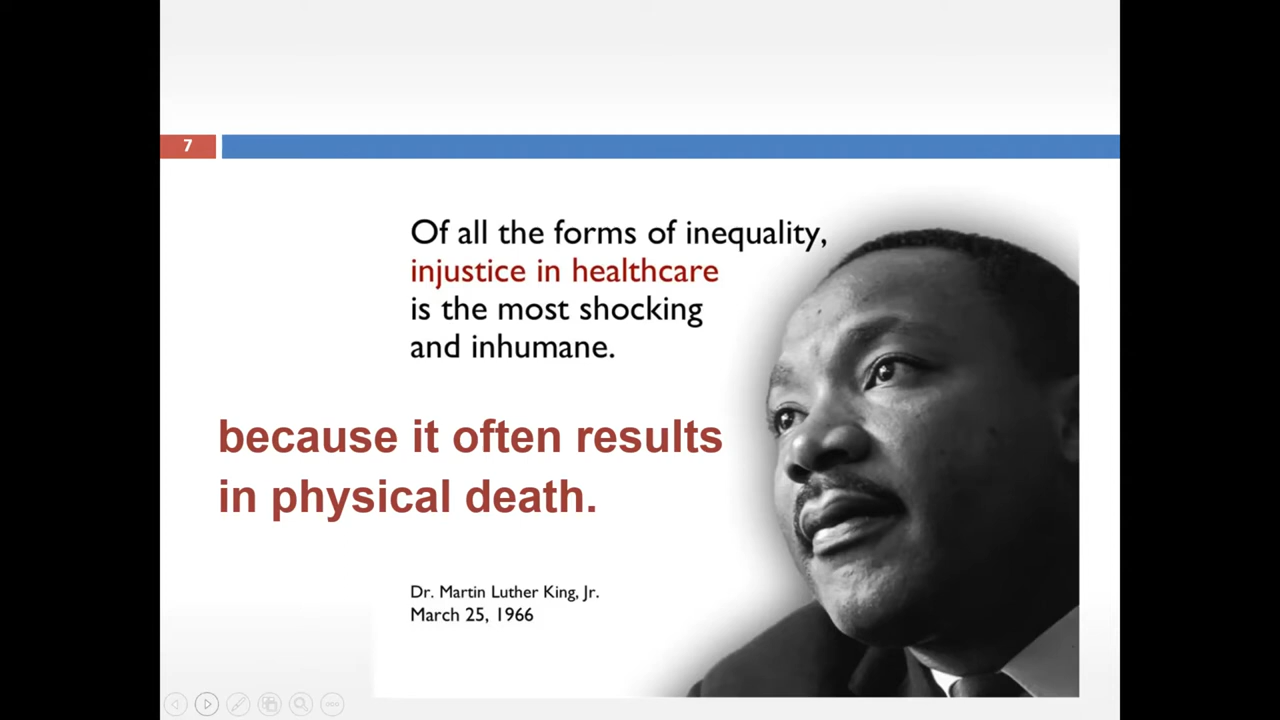 7
Of all the forms of inequality,
injustice in healthcare
is the most shocking
and inhumane.
because it often results
in physical death.
Dr. Martin Luther King, Jr.
March 25, 1966